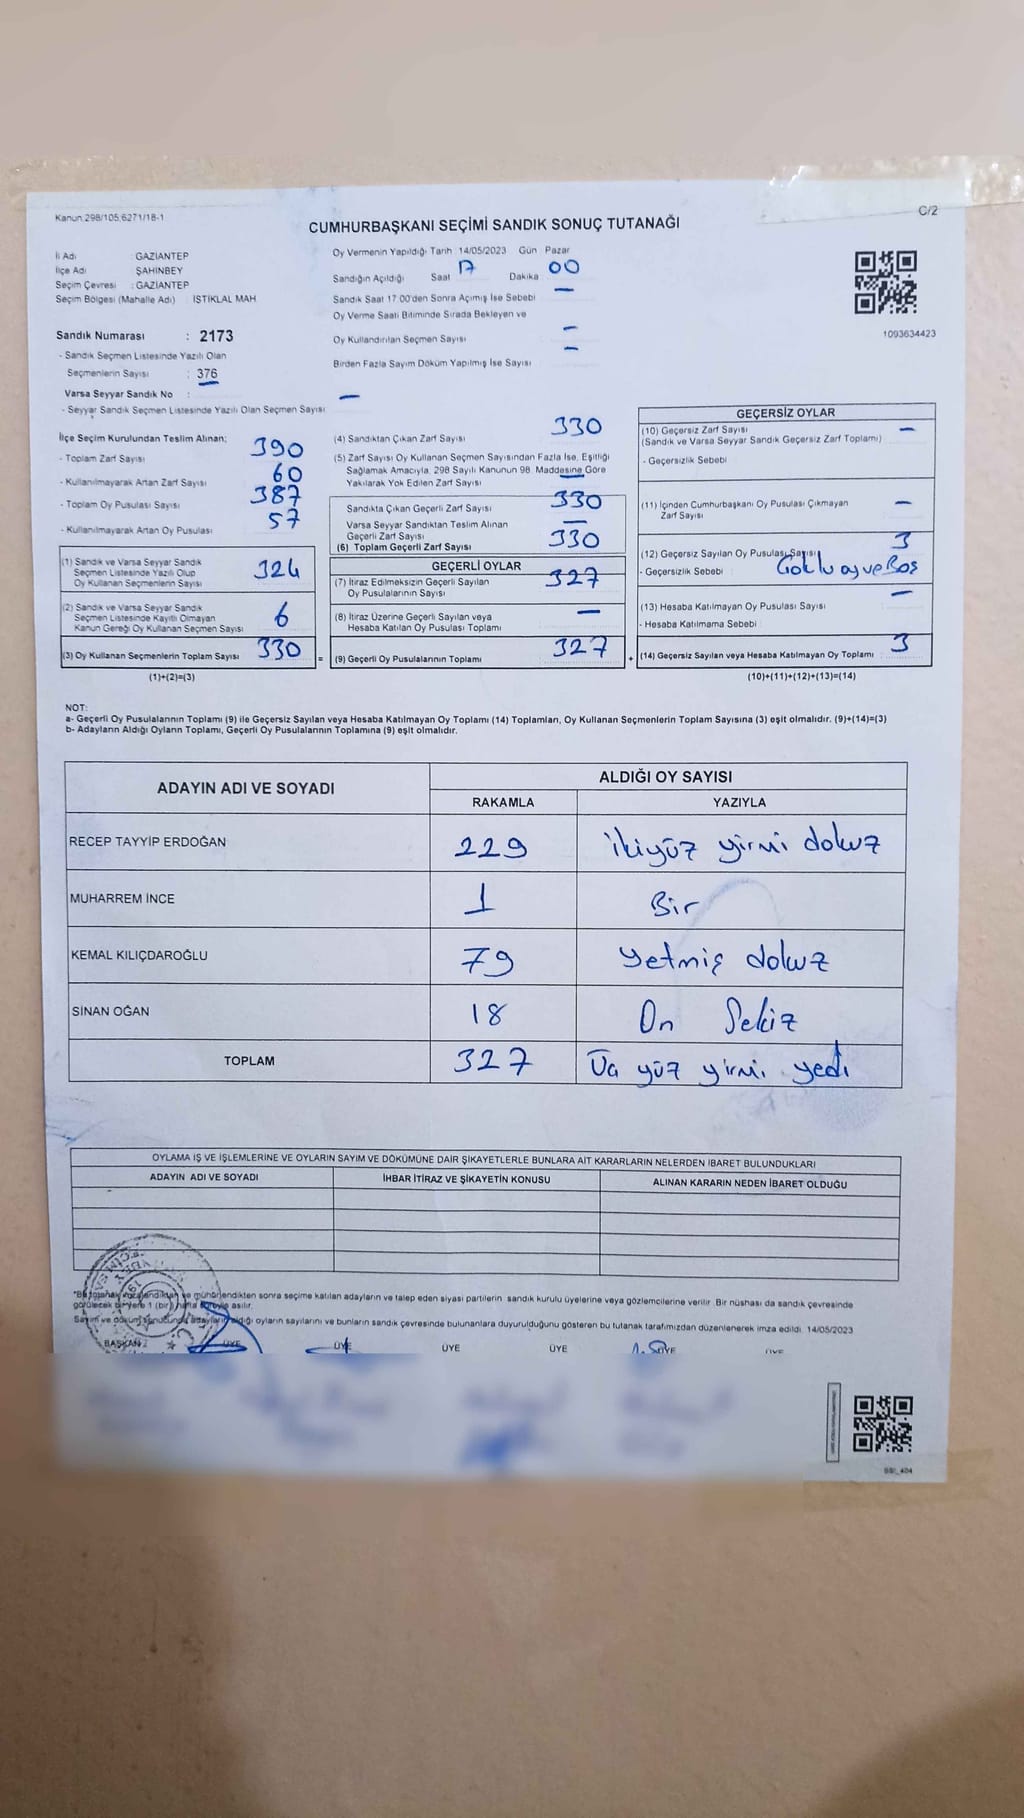 Kanun 298/105,6271/18-1
C/2
CUMHURBAŞKANI SEÇİMİ SANDIK SONUÇ TUTANAĞI
İl Adı : GAZİANTEP
İlçe Adı : ŞAHİNBEY
Seçim Çevresi : GAZİANTEP
Seçim Bölgesi (Mahalle Adı) : İSTİKLAL MAH
Sandık Numarası : 2173
- Sandık Seçmen Listesinde Yazılı Olan
Seçmenlerin Sayısı : 376
Varsa Seyyar Sandık No :
- Seyyar Sandık Seçmen Listesinde Yazılı Olan Seçmen Sayısı —
Oy Vermenin Yapıldığı Tarih 14/05/2023 Gün Pazar
Sandığın Açıldığı Saat 17 Dakika 00
Sandık Saat 17 00'den Sonra Açımış İse Sebebi —
Oy Verme Saati Bitiminde Sırada Bekleyen ve
Oy Kullandırılan Seçmen Sayısı —
Birden Fazla Sayım Döküm Yapılmış İse Sayısı —
1093634423
İlçe Seçim Kurulundan Teslim Alınan;
- Toplam Zarf Sayısı 390
- Kullanılmayarak Artan Zarf Sayısı 60
- Toplam Oy Pusulası Sayısı 387
- Kullanılmayarak Artan Oy Pusulası 57
(1) Sandık ve Varsa Seyyar Sandık
Seçmen Listesinde Yazılı Olup
Oy Kullanan Seçmenlerin Sayısı 324
(2) Sandık ve Varsa Seyyar Sandık
Seçmen Listesinde Kayıtlı Olmayan
Kanun Gereği Oy Kullanan Seçmen Sayısı 6
(3) Oy Kullanan Seçmenlerin Toplam Sayısı 330 =
(1)+(2)=(3)
(4) Sandıktan Çıkan Zarf Sayısı 330
(5) Zarf Sayısı Oy Kullanan Seçmen Sayısından Fazla İse, Eşitliği
Sağlamak Amacıyla, 298 Sayılı Kanunun 98. Maddesine Göre
Yakılarak Yok Edilen Zarf Sayısı —
Sandıkta Çıkan Geçerli Zarf Sayısı 330
Varsa Seyyar Sandıktan Teslim Alınan
Geçerli Zarf Sayısı —
(6) Toplam Geçerli Zarf Sayısı 330
GEÇERLİ OYLAR
(7) İtiraz Edilmeksizin Geçerli Sayılan
Oy Pusulalarının Sayısı 327
(8) İtiraz Üzerine Geçerli Sayılan veya
Hesaba Katılan Oy Pusulası Toplamı —
(9) Geçerli Oy Pusulalarının Toplamı 327 +
GEÇERSİZ OYLAR
(10) Geçersiz Zarf Sayısı —
(Sandık ve Varsa Seyyar Sandık Geçersiz Zarf Toplamı)
- Geçersizlik Sebebi
(11) İçinden Cumhurbaşkanı Oy Pusulası Çıkmayan
Zarf Sayısı —
(12) Geçersiz Sayılan Oy Pusulası Sayısı 3
- Geçersizlik Sebebi Çoklu oy ve Boş
(13) Hesaba Katılmayan Oy Pusulası Sayısı —
- Hesaba Katılmama Sebebi
(14) Geçersiz Sayılan veya Hesaba Katılmayan Oy Toplamı 3
(10)+(11)+(12)+(13)=(14)
NOT:
a- Geçerli Oy Pusulalarının Toplamı (9) ile Geçersiz Sayılan veya Hesaba Katılmayan Oy Toplamı (14) Toplamları, Oy Kullanan Seçmenlerin Toplam Sayısına (3) eşit olmalıdır. (9)+(14)=(3)
b- Adayların Aldığı Oyların Toplamı, Geçerli Oy Pusulalarının Toplamına (9) eşit olmalıdır.
ADAYIN ADI VE SOYADI ALDIĞI OY SAYISI
RAKAMLA YAZIYLA
RECEP TAYYİP ERDOĞAN 229 ikiyüz yirmi dokuz
MUHARREM İNCE 1 Bir
KEMAL KILIÇDAROĞLU 79 yetmiş dokuz
SİNAN OĞAN 18 On Sekiz
TOPLAM 327 Üç yüz yirmi yedi
OYLAMA İŞ VE İŞLEMLERİNE VE OYLARIN SAYIM VE DÖKÜMÜNE DAİR ŞİKAYETLERLE BUNLARA AİT KARARLARIN NELERDEN İBARET BULUNDUKLARI
ADAYIN ADI VE SOYADI İHBAR İTİRAZ VE ŞİKAYETİN KONUSU ALINAN KARARIN NEDEN İBARET OLDUĞU
mühürlendikten sonra seçime katılan adayların ve talep eden siyasi partilerin sandık kurulu üyelerine veya gözlemcilerine verilir. Bir nüshası da sandık çevresinde
görülecek bir yere 1 (bir) hafta süreyle asılır.
Sayım ve döküm sonucunda adayların aldığı oyların sayılarını ve bunların sandık çevresinde bulunanlara duyurulduğunu gösteren bu tutanak tarafımızdan düzenlenerek imza edildi. 14/05/2023
BAŞKAN ÜYE ÜYE ÜYE ÜYE ÜYE ÜYE